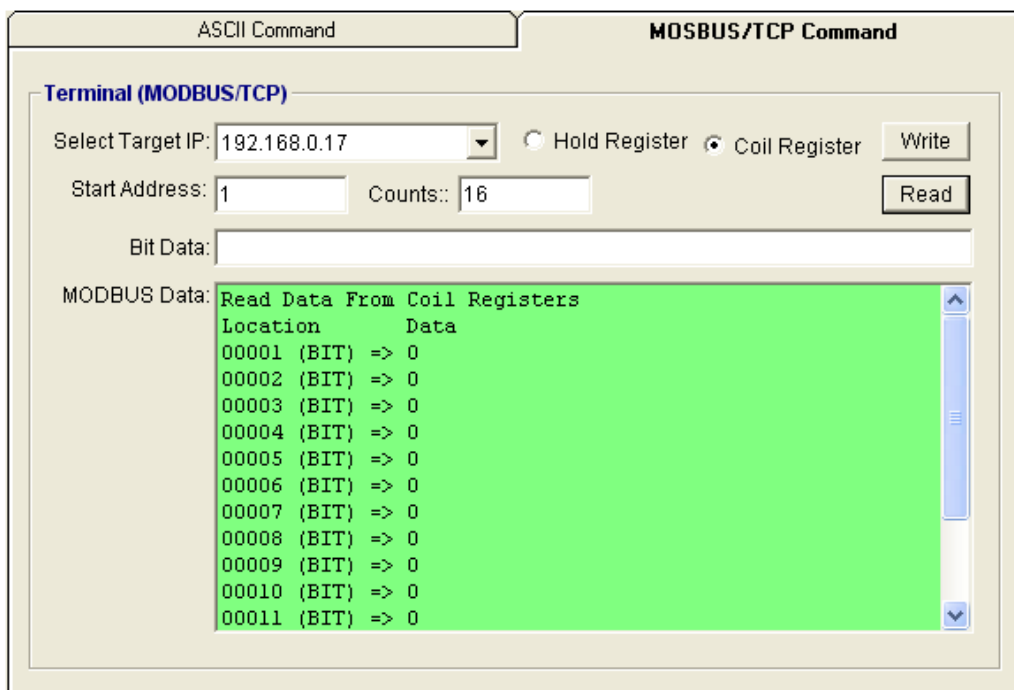 ASCII Command MOSBUS/TCP Command
Terminal (MODBUS/TCP)
Select Target IP: 192.168.0.17 Hold Register Coil Register Write
Start Address: 1 Counts:: 16 Read
Bit Data:
MODBUS Data: Read Data From Coil Registers
Location Data
00001 (BIT) => 0
00002 (BIT) => 0
00003 (BIT) => 0
00004 (BIT) => 0
00005 (BIT) => 0
00006 (BIT) => 0
00007 (BIT) => 0
00008 (BIT) => 0
00009 (BIT) => 0
00010 (BIT) => 0
00011 (BIT) => 0